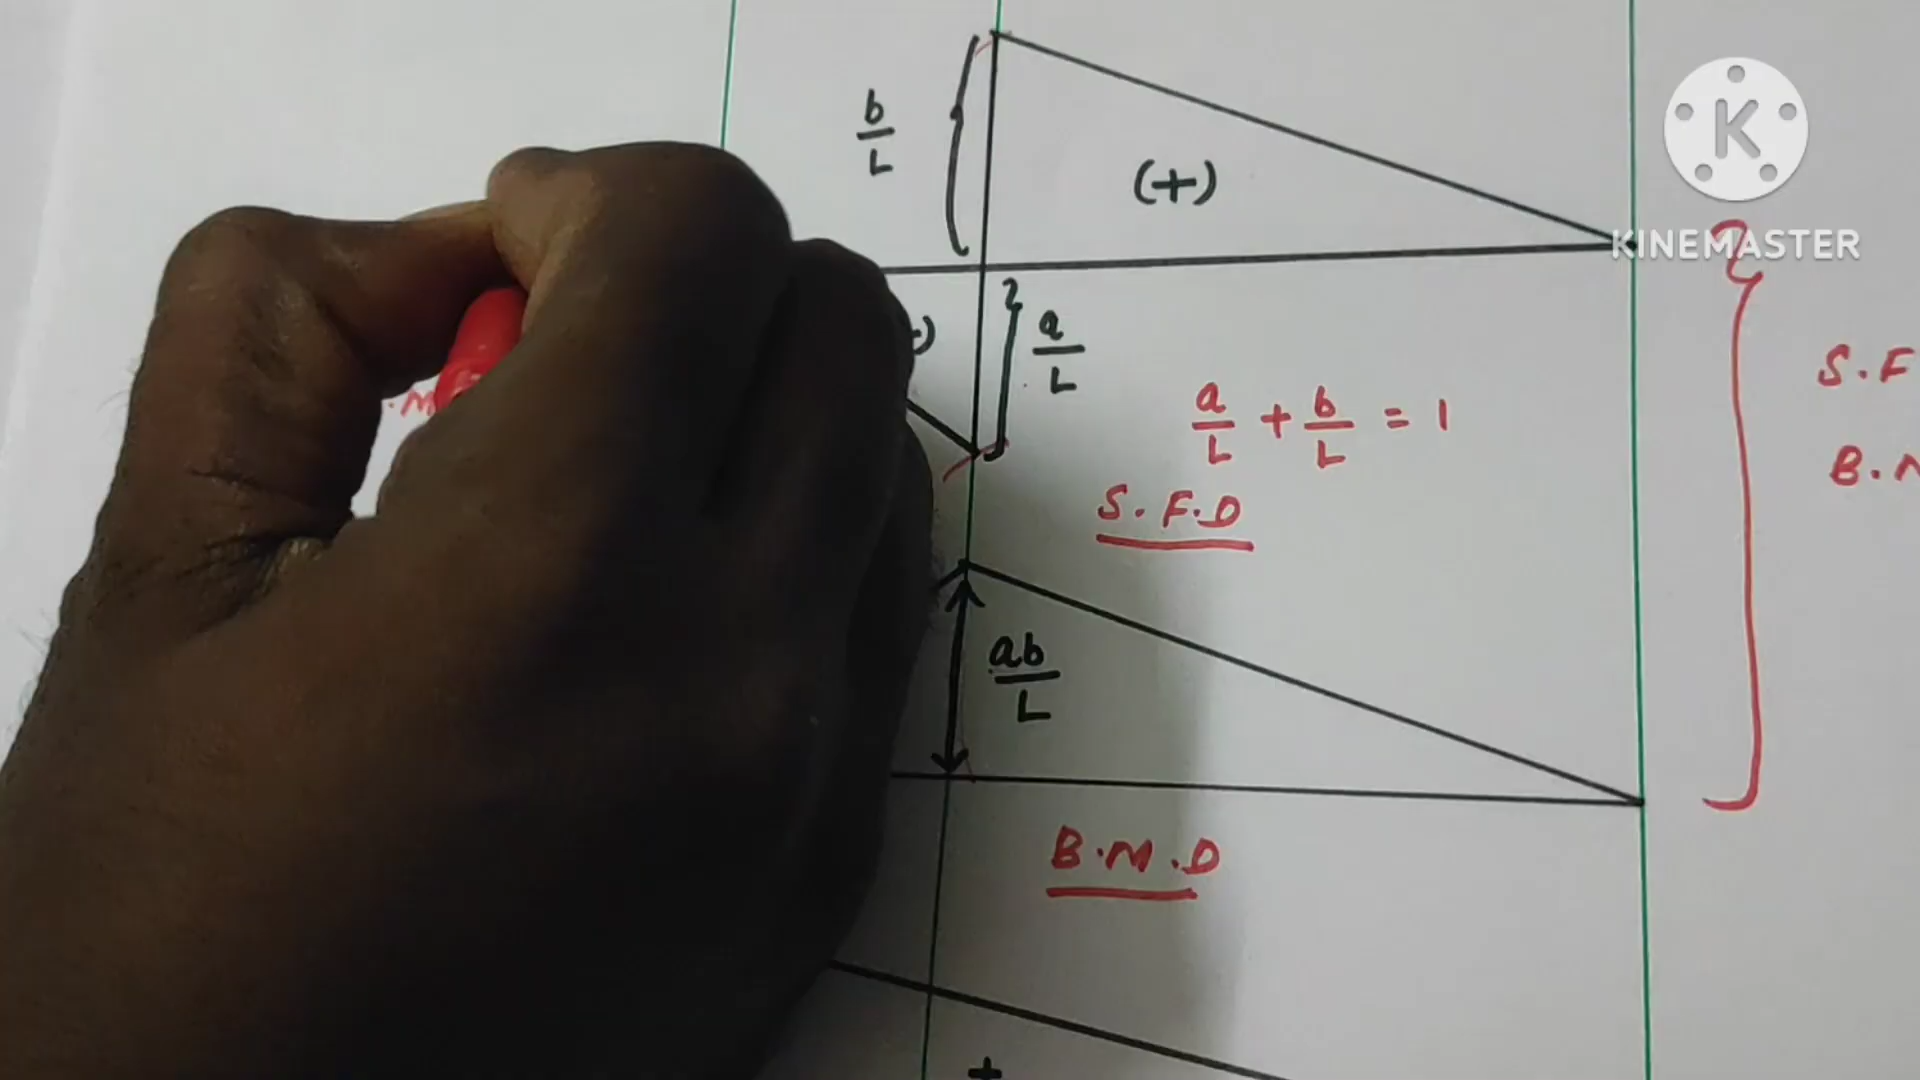 b
L
(+)
K
KINEMASTER
a
L
a/L + b/L = 1
S.F
B.M
S.F.D
ab
L
B.M.D
+